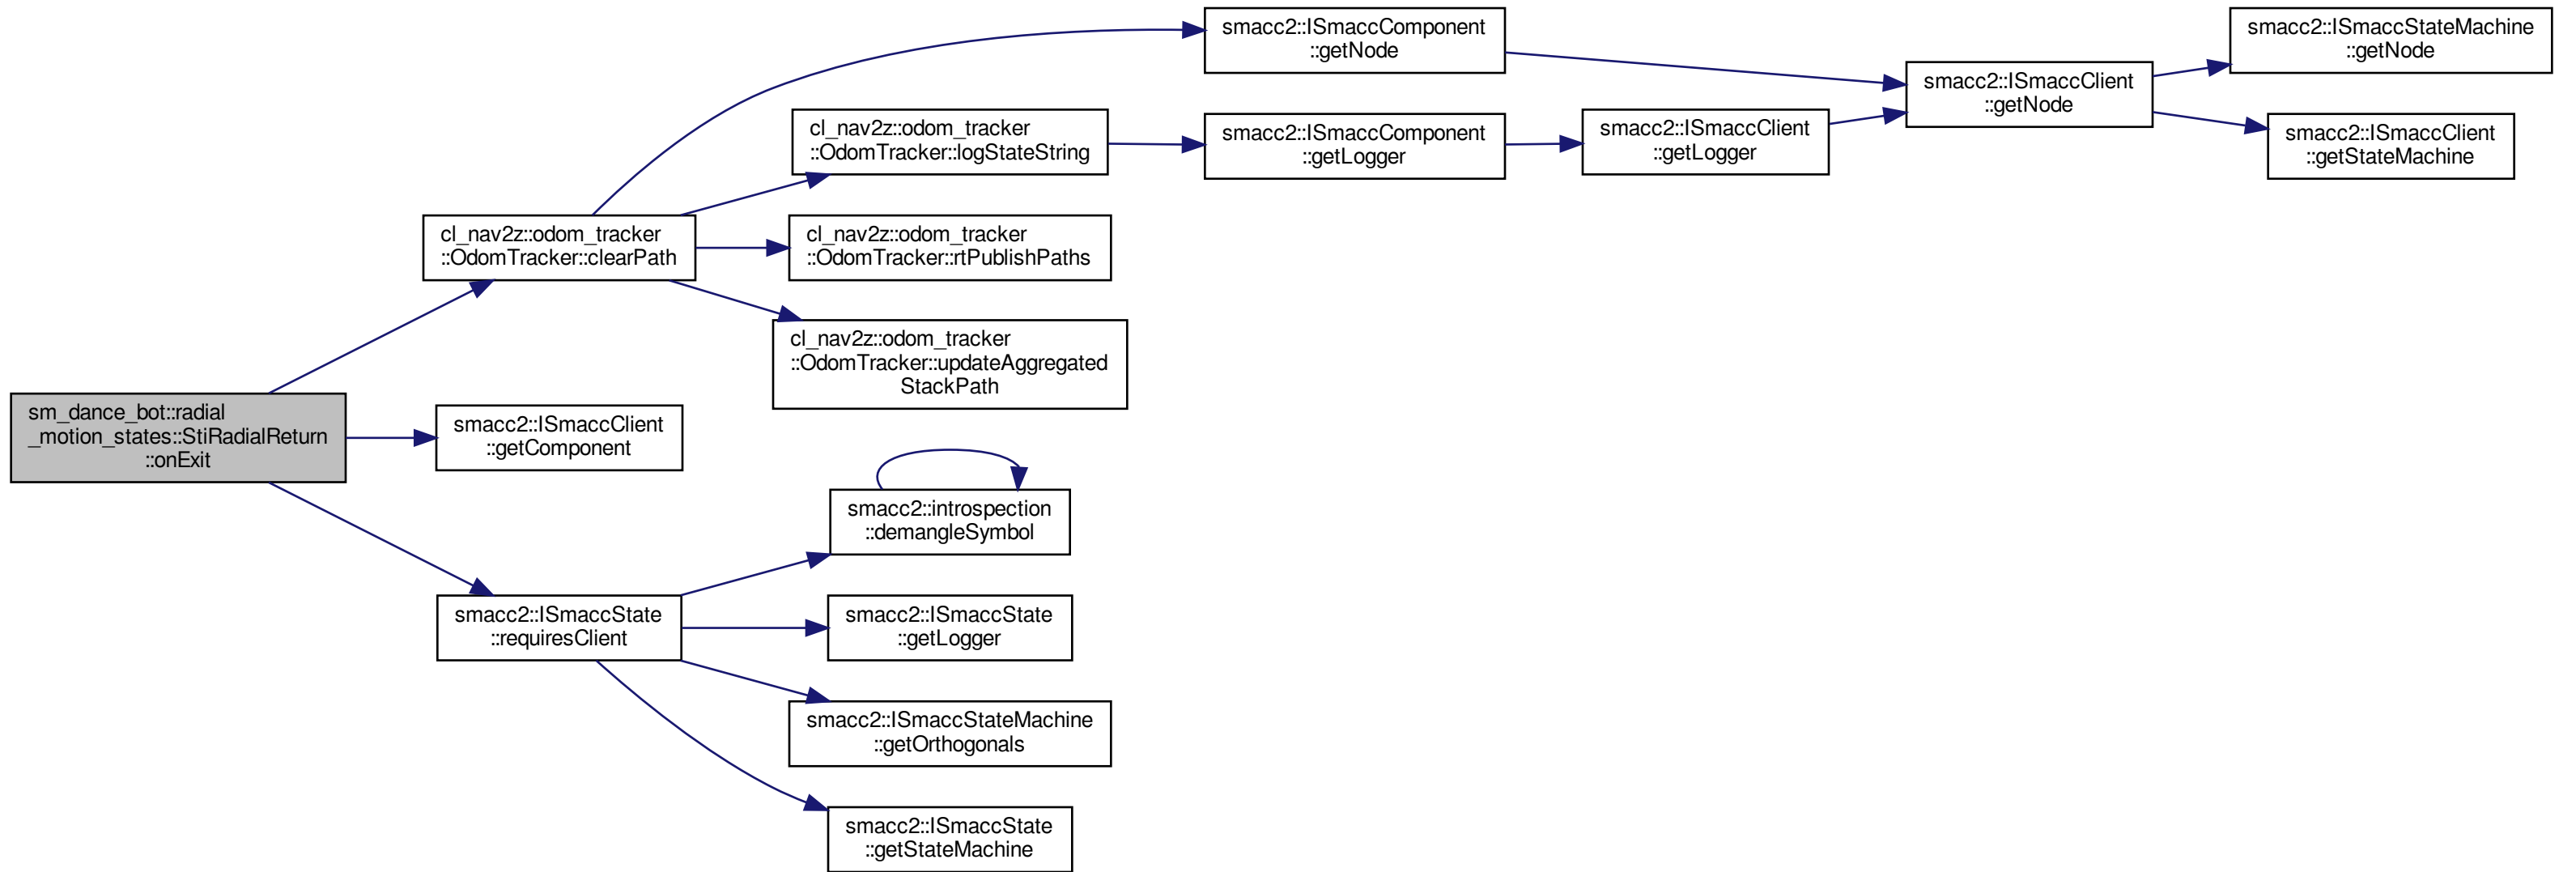 sm_dance_bot::radial
_motion_states::StiRadialReturn
::onExit
cl_nav2z::odom_tracker
::OdomTracker::clearPath
smacc2::ISmaccComponent
::getNode
smacc2::ISmaccClient
::getNode
smacc2::ISmaccStateMachine
::getNode
smacc2::ISmaccClient
::getStateMachine
cl_nav2z::odom_tracker
::OdomTracker::logStateString
smacc2::ISmaccComponent
::getLogger
smacc2::ISmaccClient
::getLogger
cl_nav2z::odom_tracker
::OdomTracker::rtPublishPaths
cl_nav2z::odom_tracker
::OdomTracker::updateAggregated
StackPath
smacc2::ISmaccClient
::getComponent
smacc2::ISmaccState
::requiresClient
smacc2::introspection
::demangleSymbol
smacc2::ISmaccState
::getLogger
smacc2::ISmaccStateMachine
::getOrthogonals
smacc2::ISmaccState
::getStateMachine